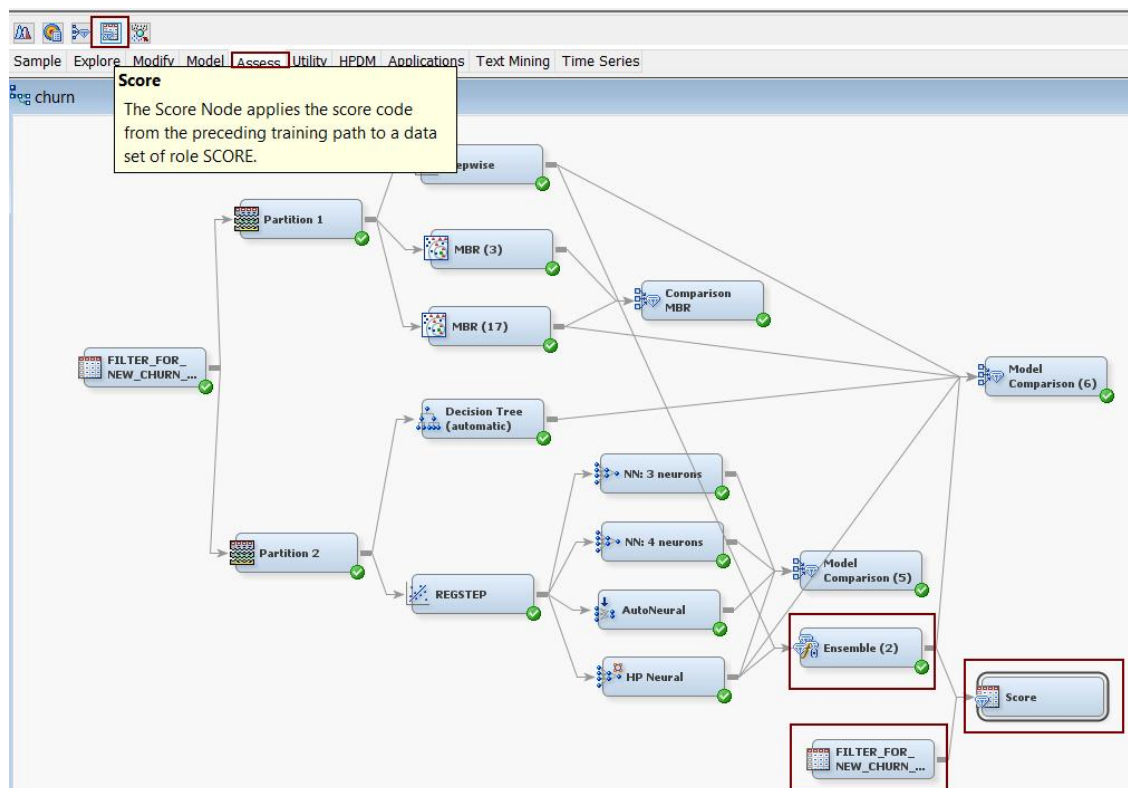 Sample Explore Modify Model Assess Utility HPDM Applications Text Mining Time Series
Score
The Score Node applies the score code
from the preceding training path to a data
set of role SCORE.
churn
Partition 1
MBR (3)
Comparison
MBR
MBR (17)
FILTER_FOR_
NEW_CHURN_...
Model
Comparison (6)
Decision Tree
(automatic)
NN: 3 neurons
Partition 2
NN: 4 neurons
Model
Comparison (5)
REGSTEP
AutoNeural
Ensemble (2)
HP Neural
Score
FILTER_FOR_
NEW_CHURN_...